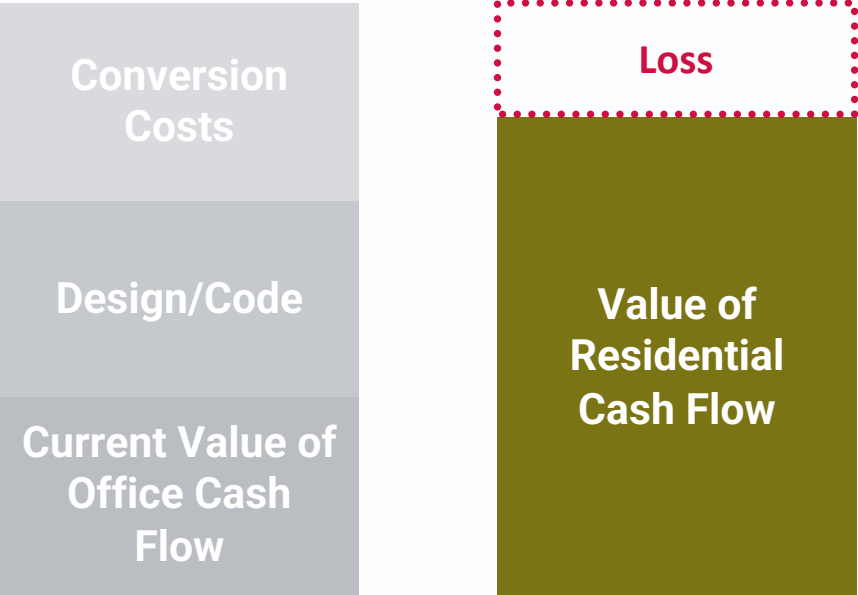 Conversion
Costs
Design/Code
Current Value of
Office Cash
Flow
Loss
Value of
Residential
Cash Flow